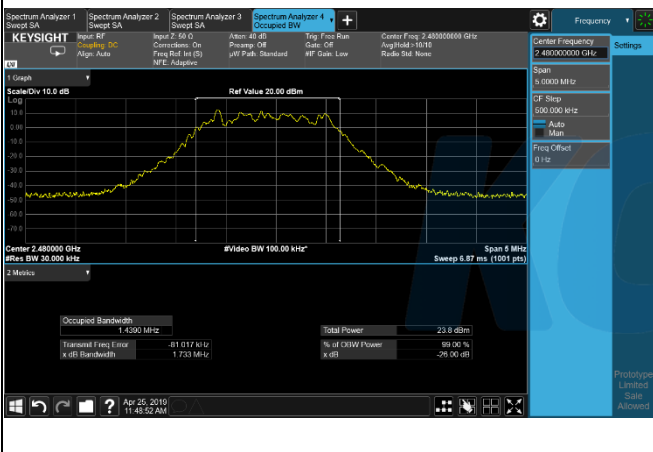 Spectrum Analyzer 1
Swept SA
Spectrum Analyzer 2
Swept SA
Spectrum Analyzer 3
Swept SA
Spectrum Analyzer 4
Occupied BW
Frequency
KEYSIGHT
Input: RF
Coupling: DC
Align: Auto
Input Z: 50 Ω
Corrections: On
Freq Ref: Int (S)
NFE: Adaptive
Atten: 40 dB
Preamp: Off
µW Path: Standard
Trig: Free Run
Gate: Off
#IF Gain: Low
Center Freq: 2.480000000 GHz
Avg|Hold:>10/10
Radio Std: None
1 Graph
Scale/Div 10.0 dB
Ref Value 20.00 dBm
Log
10.0
0.00
-10.0
-20.0
-30.0
-40.0
-50.0
-60.0
-70.0
Center 2.480000 GHz
#Res BW 30.000 kHz
#Video BW 100.00 kHz*
Span 5 MHz
Sweep 6.87 ms (1001 pts)
2 Metrics
Occupied Bandwidth
1.4390 MHz
Transmit Freq Error
-81.017 kHz
x dB Bandwidth
1.733 MHz
Total Power
23.8 dBm
% of OBW Power
99.00 %
x dB
-26.00 dB
Center Frequency
2.480000000 GHz
Settings
Span
5.0000 MHz
CF Step
500.000 kHz
Auto
Man
Freq Offset
0 Hz
Prototype
Limited
Sale
Allowed
Apr 25, 2019
11:48:52 AM